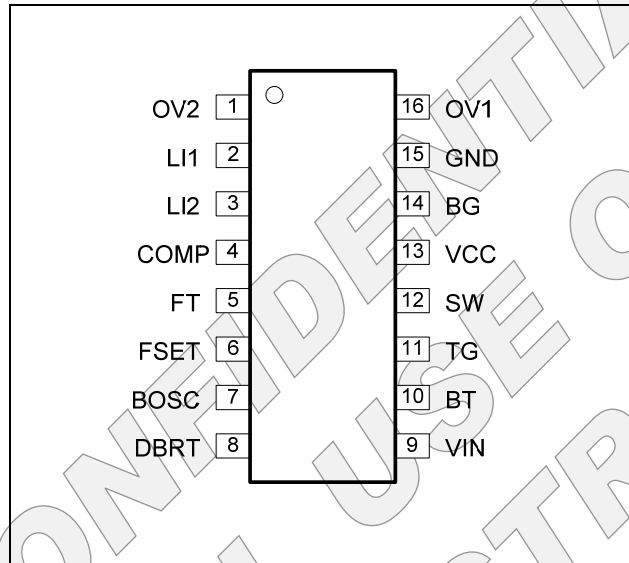 OV2 1 16 OV1
LI1 2 15 GND
LI2 3 14 BG
COMP 4 13 VCC
FT 5 12 SW
FSET 6 11 TG
BOSC 7 10 BT
DBRT 8 9 VIN